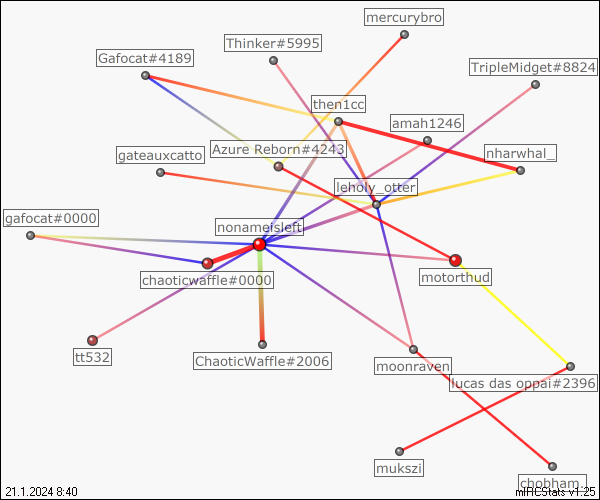 mercurybro
Thinker#5995
Gafocat#4189
TripleMidget#8824
then1cc
amah1246
Azure Reborn#4243
gateauxcatto
nharwhal_
leholy_otter
gafocat#0000
nonameisleft
chaoticwaffle#0000
motorthud
tt532
ChaoticWaffle#2006
moonraven
lucas das oppai#2396
mukszi
chobham_
21.1.2024 8:40
mIRCStats v1.25